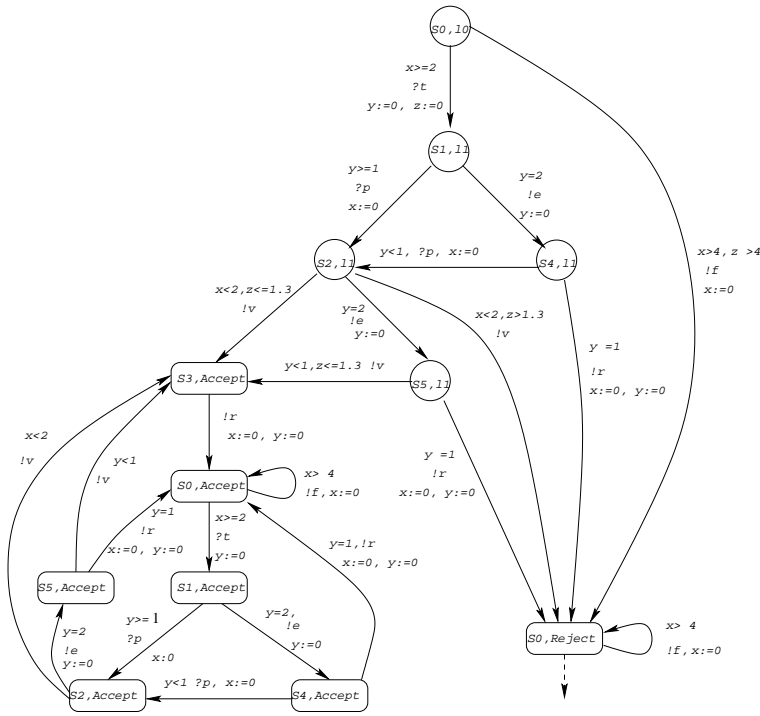 S0,l0
x>=2
?t
y:=0, z:=0
S1,l1
y>=1
?p
x:=0
y=2
!e
y:=0
x>4,z >4
!f
x:=0
S2,l1
y<1, ?p, x:=0
S4,l1
x<2,z<=1.3
!v
y=2
!e
y:=0
x<2,z>1.3
!v
y =1
!r
x:=0, y:=0
S3,Accept
y<1,z<=1.3 !v
S5,l1
!r
x:=0, y:=0
x<2
!v
y<1
!v
y =1
!r
x:=0, y:=0
S0,Accept
x> 4
!f,x:=0
y=1
!r
x:=0, y:=0
x>=2
?t
y:=0
y=1,!r
x:=0, y:=0
S5,Accept
S1,Accept
y>= 1
?p
x:0
y=2,
!e
y:=0
S0,Reject
x> 4
!f,x:=0
y=2
!e
y:=0
S2,Accept
y<1 ?p, x:=0
S4,Accept